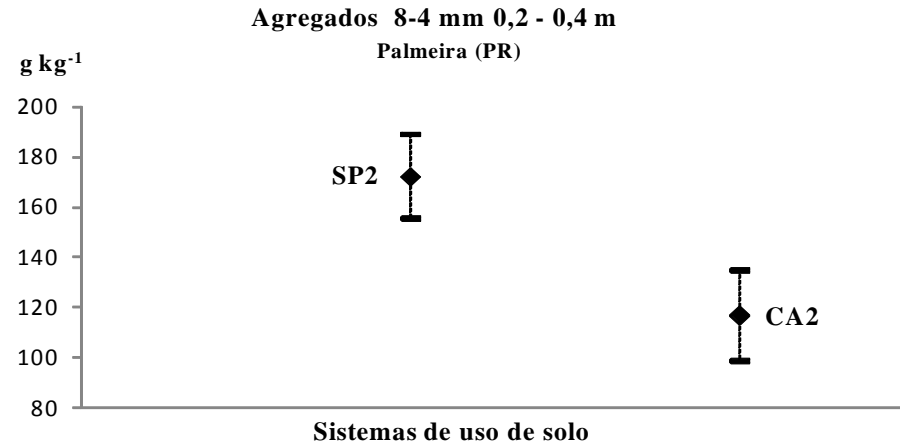 Agregados 8-4 mm 0,2 - 0,4 m
Palmeira (PR)
g kg-1
200
180
SP2
160
140
120
CA2
100
80
Sistemas de uso de solo